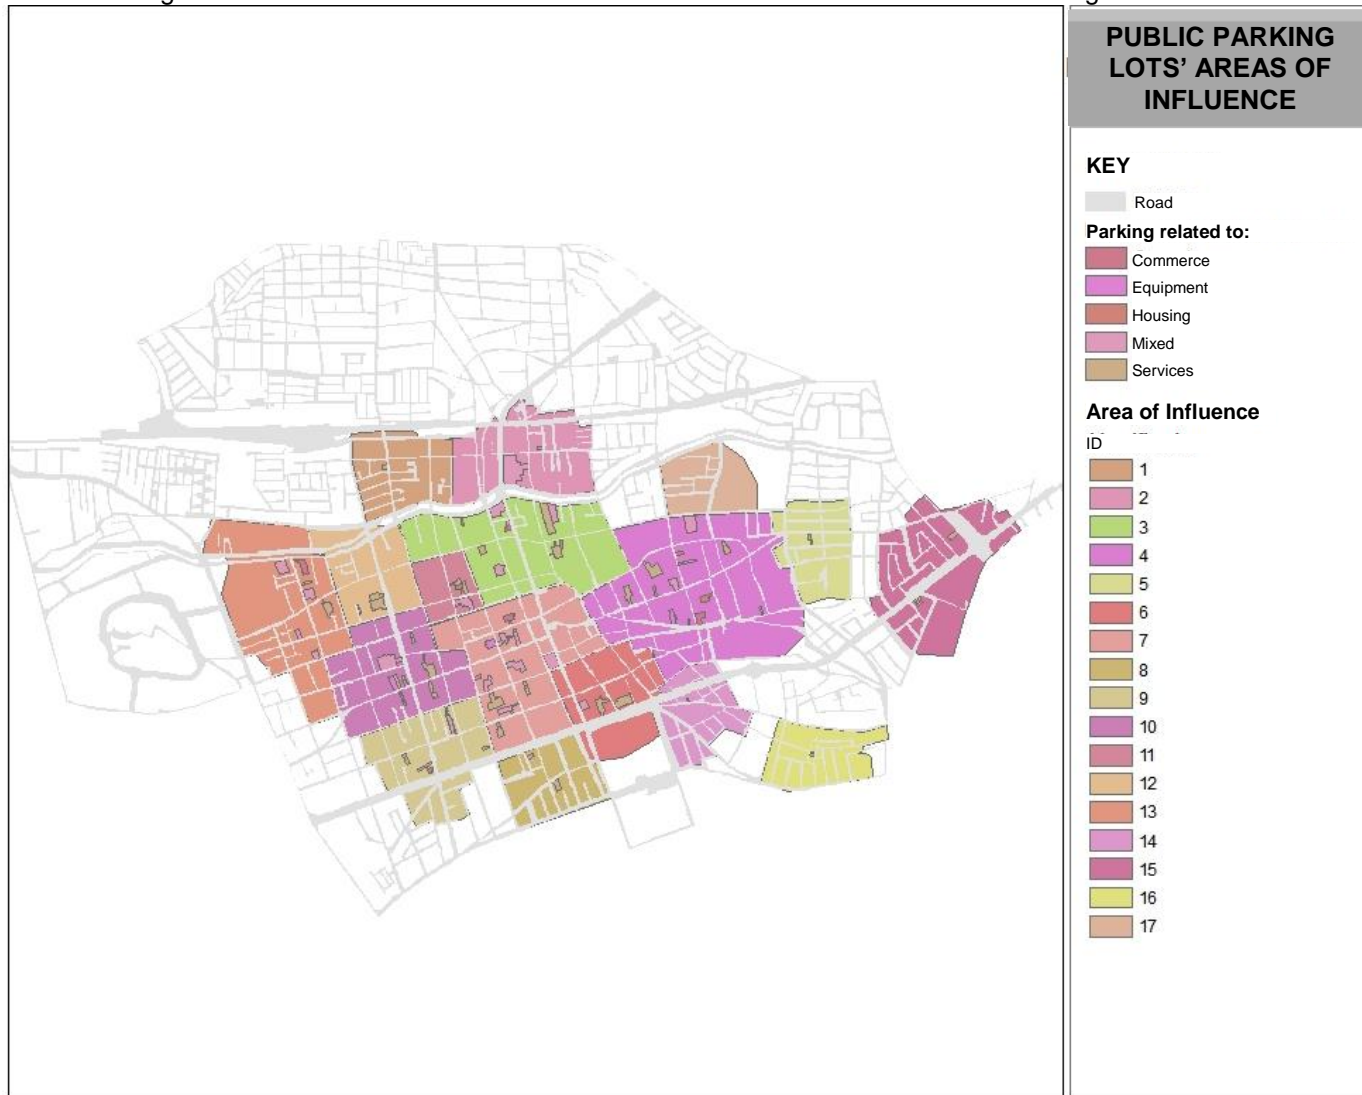 PUBLIC PARKING
LOTS’ AREAS OF
INFLUENCE
KEY
Road
Parking related to:
Commerce
Equipment
Housing
Mixed
Services
Area of Influence
ID
1
2
3
4
5
6
7
8
9
10
11
12
13
14
15
16
17